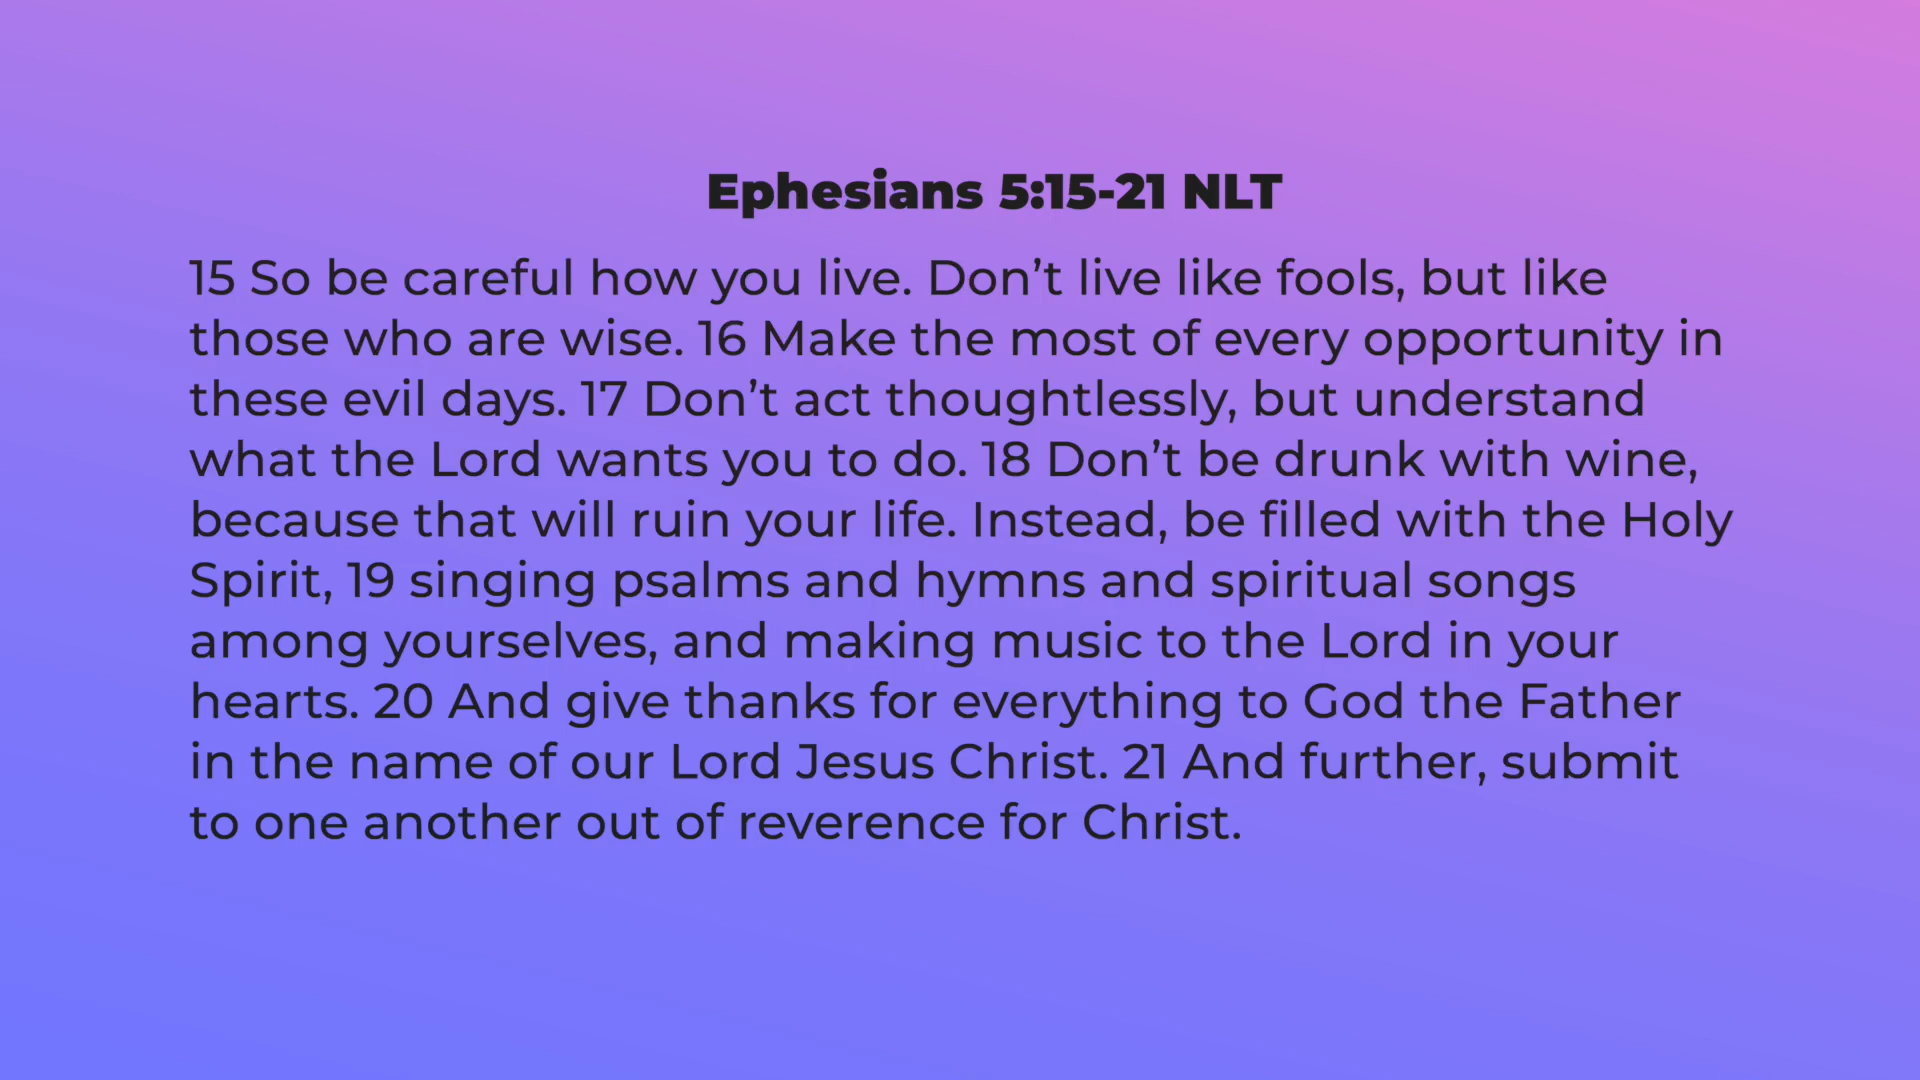 Ephesians 5:15-21 NLT
15 So be careful how you live. Don’t live like fools, but like
those who are wise. 16 Make the most of every opportunity in
these evil days. 17 Don’t act thoughtlessly, but understand
what the Lord wants you to do. 18 Don’t be drunk with wine,
because that will ruin your life. Instead, be filled with the Holy
Spirit, 19 singing psalms and hymns and spiritual songs
among yourselves, and making music to the Lord in your
hearts. 20 And give thanks for everything to God the Father
in the name of our Lord Jesus Christ. 21 And further, submit
to one another out of reverence for Christ.